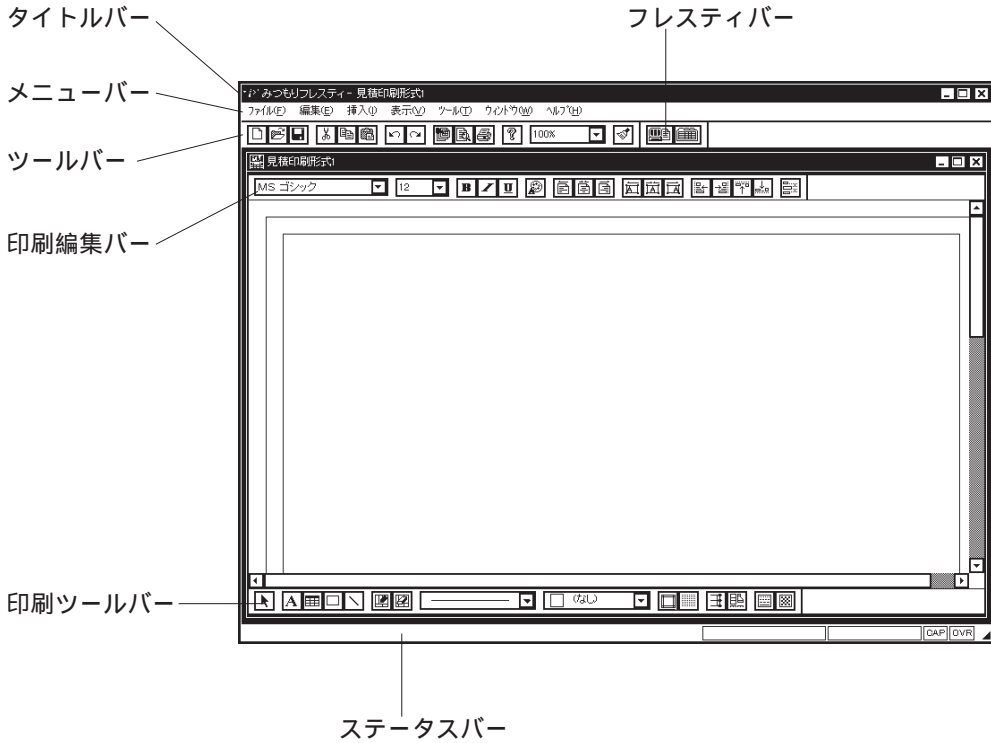 タイトルバー
フレスティバー
メニューバー
みつもりフレスティ - 見積印刷形式1
ファイル(F) 編集(E) 挿入(I) 表示(V) ツール(T) ウィンドウ(W) ヘルプ(H)
ツールバー
100%
見積印刷形式1
MS ゴシック 12 B I U
印刷編集バー
印刷ツールバー
A (なし)
CAP OVR
ステータスバー